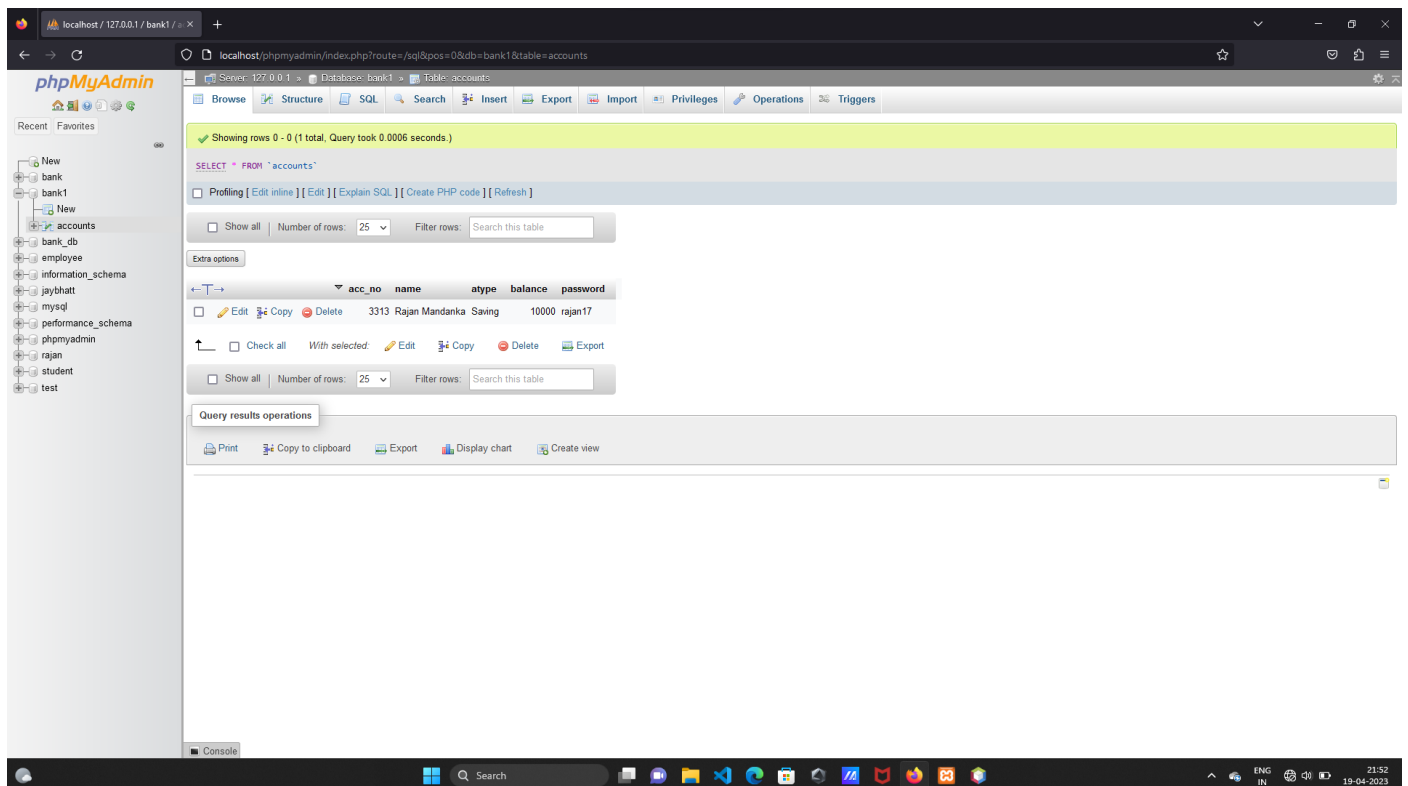 localhost / 127.0.0.1 / bank1 / a
localhost/phpmyadmin/index.php?route=/sql&pos=0&db=bank1&table=accounts
phpMyAdmin
Recent Favorites
New
bank
bank1
New
accounts
bank_db
employee
information_schema
jaybhatt
mysql
performance_schema
phpmyadmin
rajan
student
test
Server: 127.0.0.1 » Database: bank1 » Table: accounts
Browse Structure SQL Search Insert Export Import Privileges Operations Triggers
Showing rows 0 - 0 (1 total, Query took 0.0006 seconds.)
SELECT * FROM `accounts`
Profiling [ Edit inline ] [ Edit ] [ Explain SQL ] [ Create PHP code ] [ Refresh ]
Show all | Number of rows: 25 Filter rows: Search this table
Extra options
←T→ acc_no name atype balance password
Edit Copy Delete 3313 Rajan Mandanka Saving 10000 rajan17
Check all With selected: Edit Copy Delete Export
Show all | Number of rows: 25 Filter rows: Search this table
Query results operations
Print Copy to clipboard Export Display chart Create view
Console
Search
ENG
IN
21:52
19-04-2023